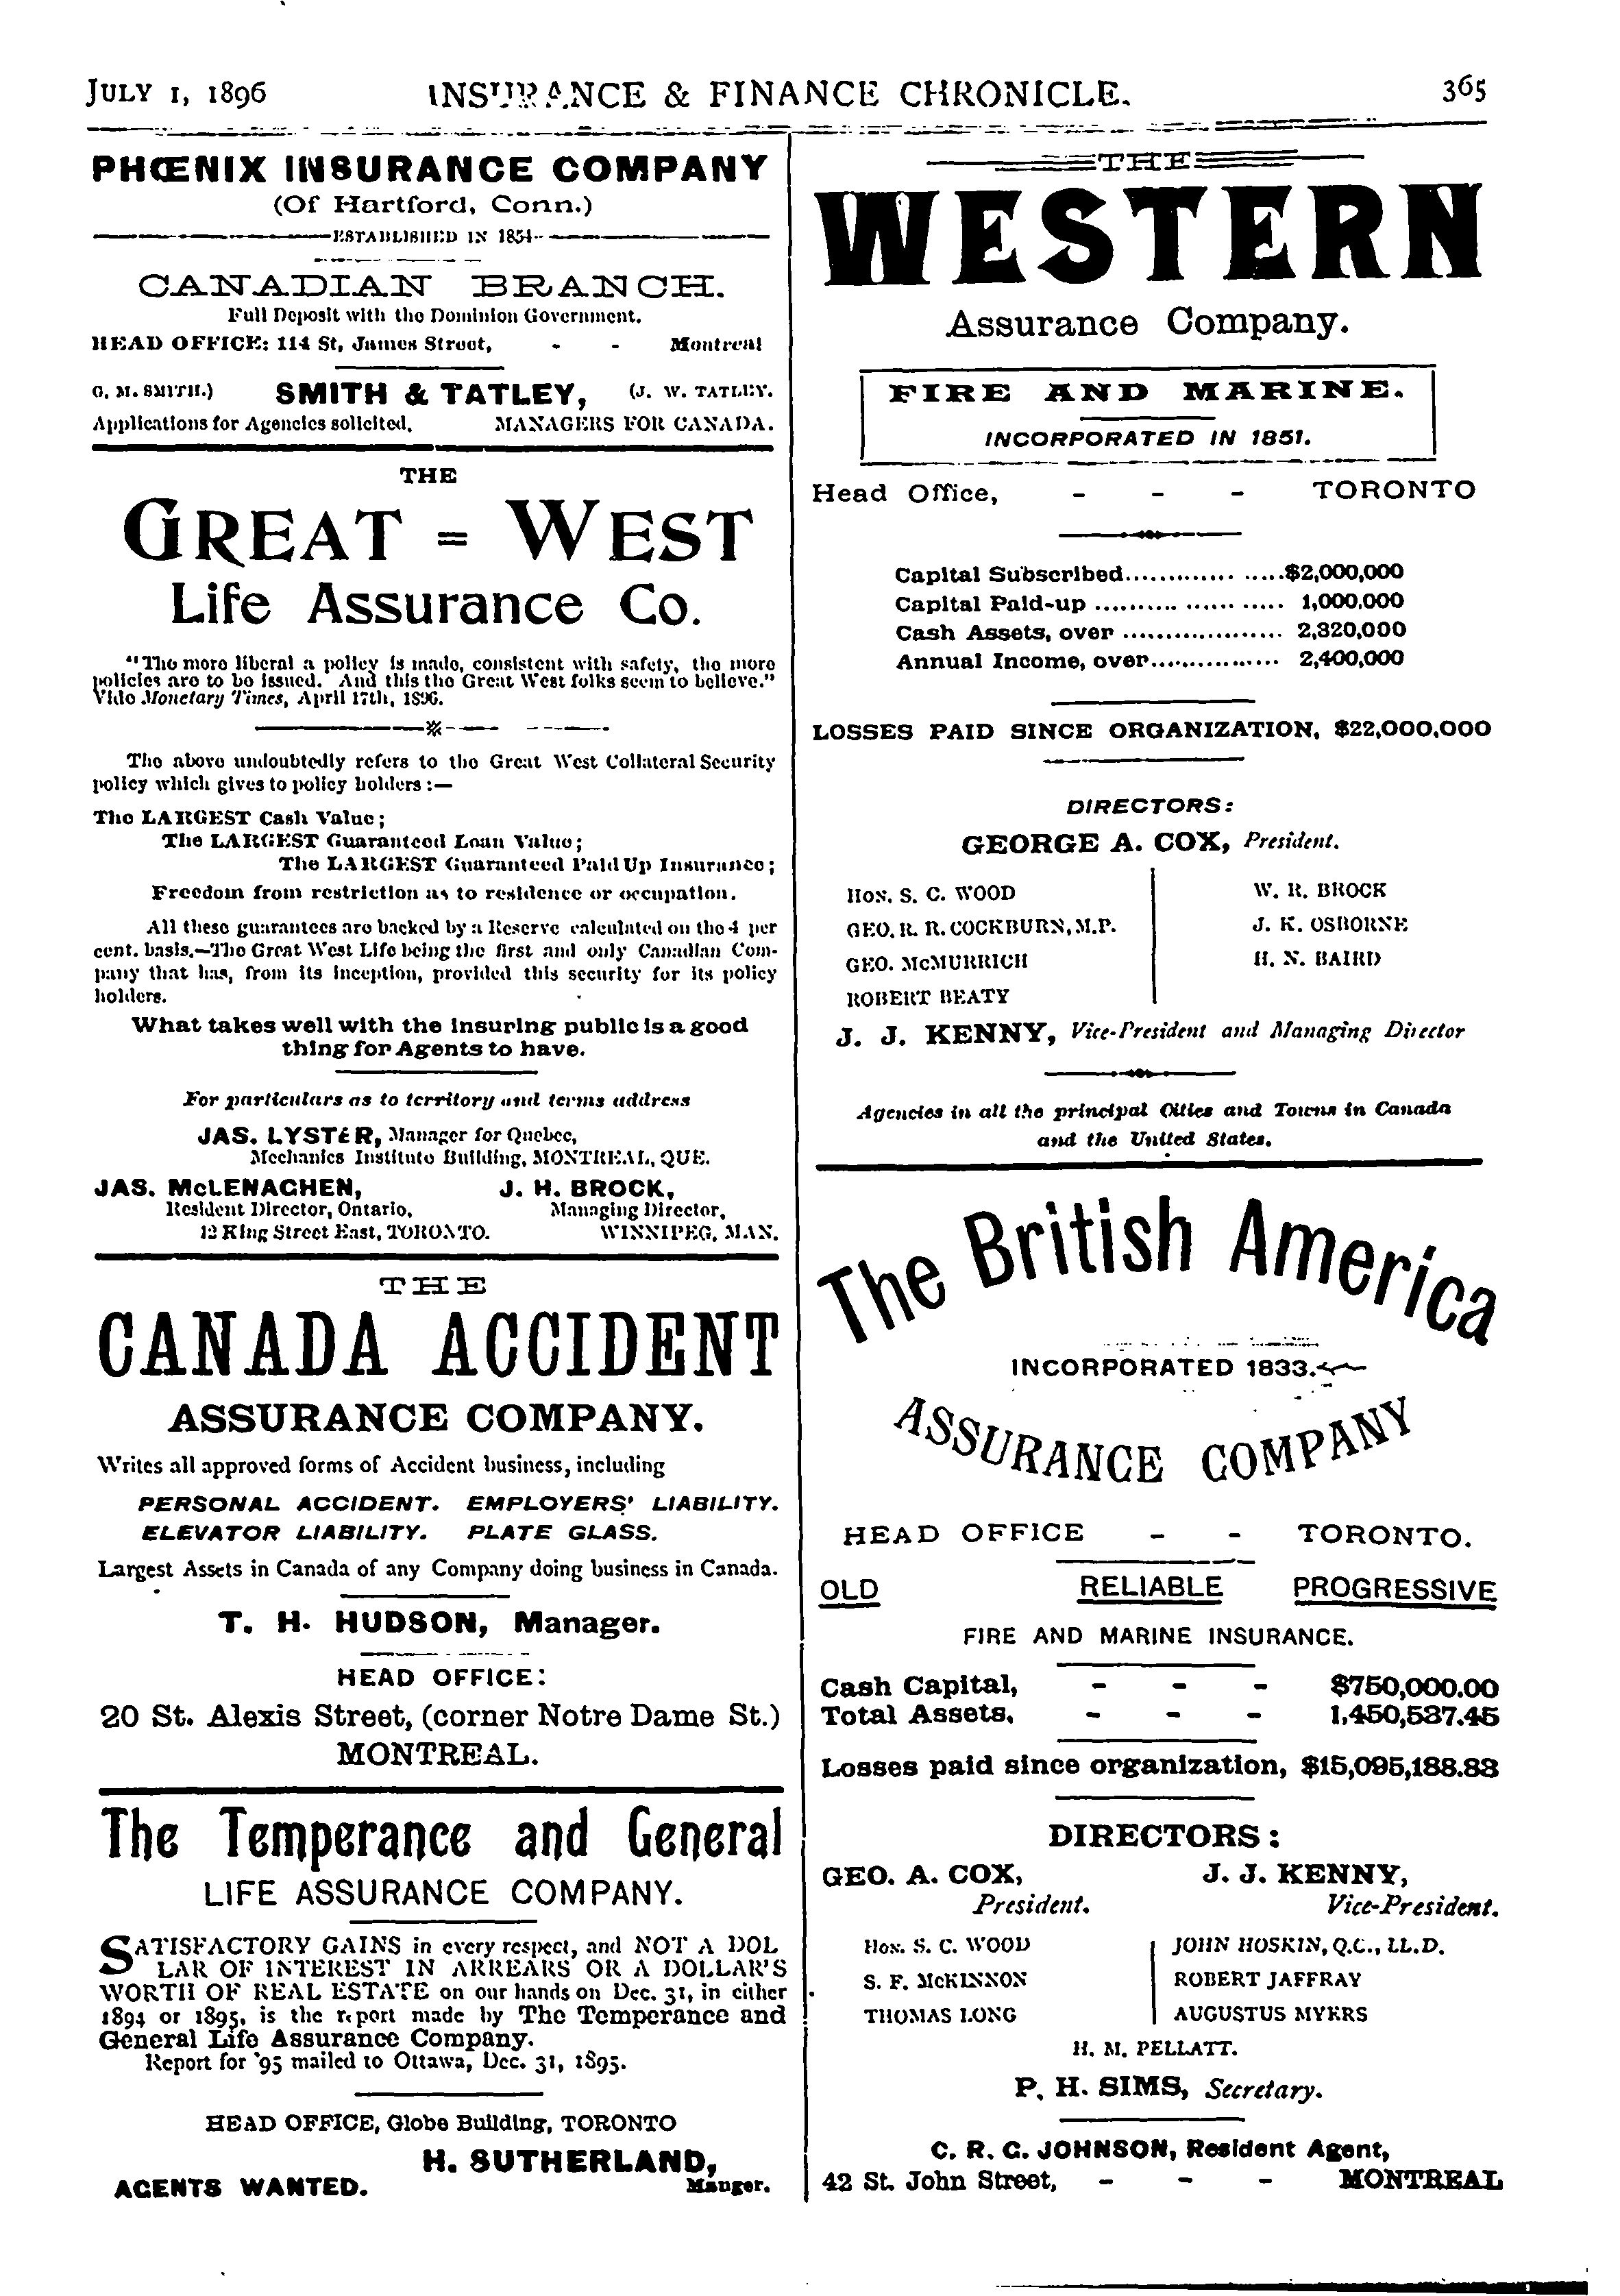 JULY 1, 1896
INSURANCE & FINANCE CHRONICLE.
365
PHŒNIX INSURANCE COMPANY
(Of Hartford, Conn.)
ESTABLISHED IN 1854
CANADIAN BRANCH.
Full Deposit with the Dominion Government.
HEAD OFFICE: 114 St, James Street, - - Montreal
G. M. SMITH.) SMITH & TATLEY, (J. W. TATLEY.
Applications for Agencies solicited. MANAGERS FOR CANADA.
THE
GREAT = WEST
Life Assurance Co.
"The more liberal a policy is made, consistent with safety, the more
policies are to be issued. And this the Great West folks seem to believe."
Vide Monetary Times, April 17th, 1896.
The above undoubtedly refers to the Great West Collateral Security
policy which gives to policy holders :—
The LARGEST Cash Value;
The LARGEST Guaranteed Loan Value;
The LARGEST Guaranteed Paid Up Insurance;
Freedom from restriction as to residence or occupation.
All these guarantees are backed by a Reserve calculated on the 4 per
cent. basis.—The Great West Life being the first and only Canadian Com-
pany that has, from its inception, provided this security for its policy
holders.
What takes well with the insuring public is a good
thing for Agents to have.
For particulars as to territory and terms address
JAS. LYSTER, Manager for Quebec,
Mechanics Institute Building, MONTREAL, QUE.
JAS. McLENACHEN, J. H. BROCK,
Resident Director, Ontario, Managing Director,
12 King Street East, TORONTO. WINNIPEG, MAN.
THE
CANADA ACCIDENT
ASSURANCE COMPANY.
Writes all approved forms of Accident business, including
PERSONAL ACCIDENT. EMPLOYERS' LIABILITY.
ELEVATOR LIABILITY. PLATE GLASS.
Largest Assets in Canada of any Company doing business in Canada.
T. H. HUDSON, Manager.
HEAD OFFICE:
20 St. Alexis Street, (corner Notre Dame St.)
MONTREAL.
The Temperance and General
LIFE ASSURANCE COMPANY.
SATISFACTORY GAINS in every respect, and NOT A DOL
LAR OF INTEREST IN ARREARS OR A DOLLAR'S
WORTH OF REAL ESTATE on our hands on Dec. 31, in either
1894 or 1895, is the report made by The Temperance and
General Life Assurance Company.
Report for '95 mailed to Ottawa, Dec. 31, 1895.
HEAD OFFICE, Globe Building, TORONTO
H. SUTHERLAND,
AGENTS WANTED. Manger.
THE
WESTERN
Assurance Company.
FIRE AND MARINE.
INCORPORATED IN 1851.
Head Office, - - - TORONTO
Capital Subscribed.................. $2,000,000
Capital Paid-up ..................... 1,000,000
Cash Assets, over ................... 2,320,000
Annual Income, over.................. 2,400,000
LOSSES PAID SINCE ORGANIZATION, $22,000,000
DIRECTORS:
GEORGE A. COX, President.
HON. S. C. WOOD W. R. BROCK
GEO. R. R. COCKBURN, M.P. J. K. OSBORNE
GEO. McMURRICH H. N. BAIRD
ROBERT BEATY
J. J. KENNY, Vice-President and Managing Director
Agencies in all the principal Cities and Towns in Canada
and the United States.
The British America
INCORPORATED 1833.
ASSURANCE COMPANY
HEAD OFFICE - - TORONTO.
OLD RELIABLE PROGRESSIVE
FIRE AND MARINE INSURANCE.
Cash Capital, - - - $750,000.00
Total Assets, - - - 1,450,537.45
Losses paid since organization, $15,095,188.83
DIRECTORS:
GEO. A. COX, J. J. KENNY,
President. Vice-President.
HON. S. C. WOOD JOHN HOSKIN, Q.C., LL.D.
S. F. McKINNON ROBERT JAFFRAY
THOMAS LONG AUGUSTUS MYERS
H. M. PELLATT.
P. H. SIMS, Secretary.
C. R. G. JOHNSON, Resident Agent,
42 St. John Street, - - - MONTREAL